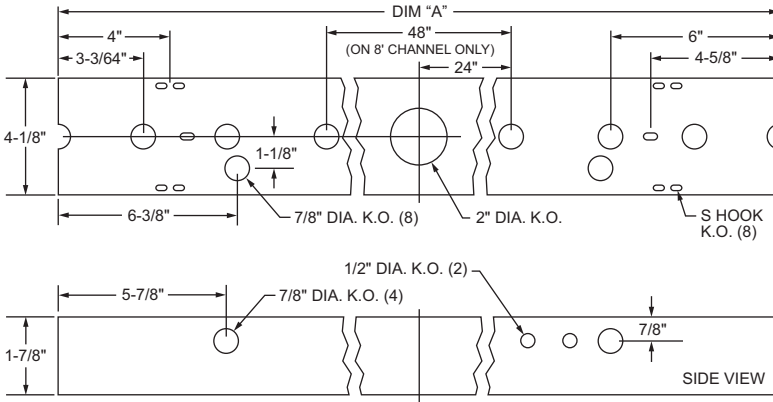 DIM “A”
4"
48"
6"
(ON 8' CHANNEL ONLY)
3-3/64"
24"
4-5/8"
4-1/8"
1-1/8"
6-3/8"
7/8" DIA. K.O. (8)
2" DIA. K.O.
S HOOK
K.O. (8)
1/2" DIA. K.O. (2)
5-7/8"
7/8" DIA. K.O. (4)
7/8"
1-7/8"
SIDE VIEW